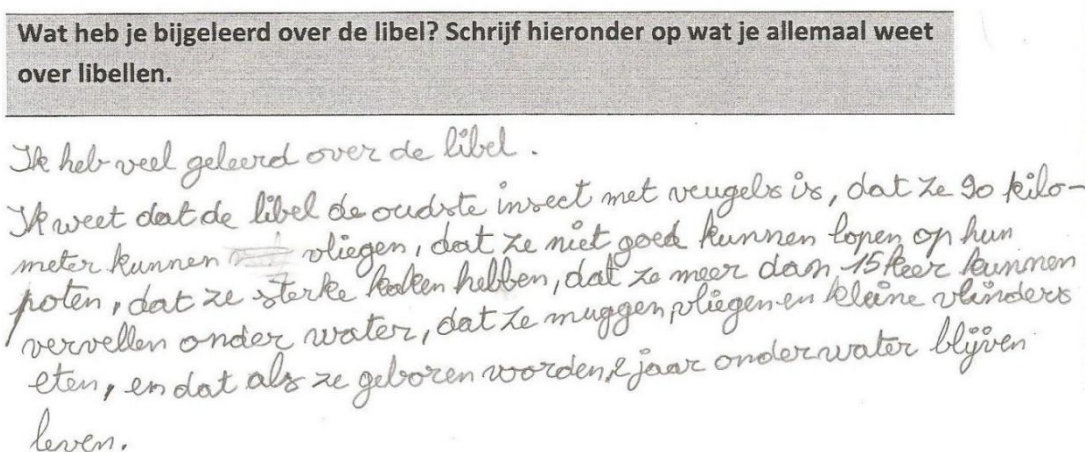 Wat heb je bijgeleerd over de libel? Schrijf hieronder op wat je allemaal weet
over libellen.
Ik heb veel geleerd over de libel.
Ik weet dat de libel de oudste insect met veugels is, dat ze 90 kilo-
meter kunnen vliegen, dat ze niet goed kunnen lopen op hun
poten, dat ze sterke kaken hebben, dat ze meer dan 15 keer kunnen
vervellen onder water, dat ze muggen, vliegen en kleine vlinders
eten, en dat als ze geboren worden, 2 jaar onder water blijven
leven.